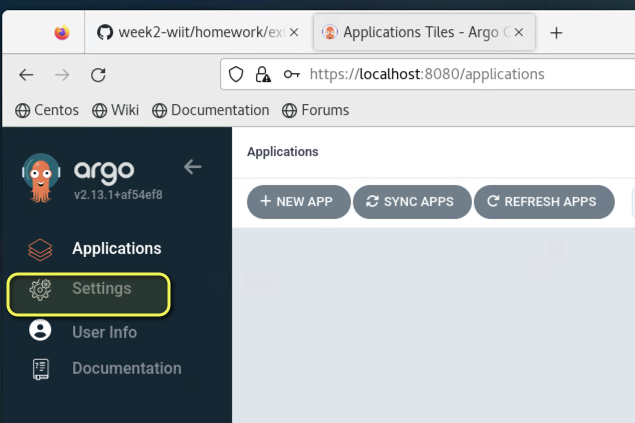 week2-wiit/homework/ex
Applications Tiles - Argo C
https://localhost:8080/applications
Centos
Wiki
Documentation
Forums
argo
v2.13.1+af54ef8
Applications
NEW APP
SYNC APPS
REFRESH APPS
Applications
Settings
User Info
Documentation